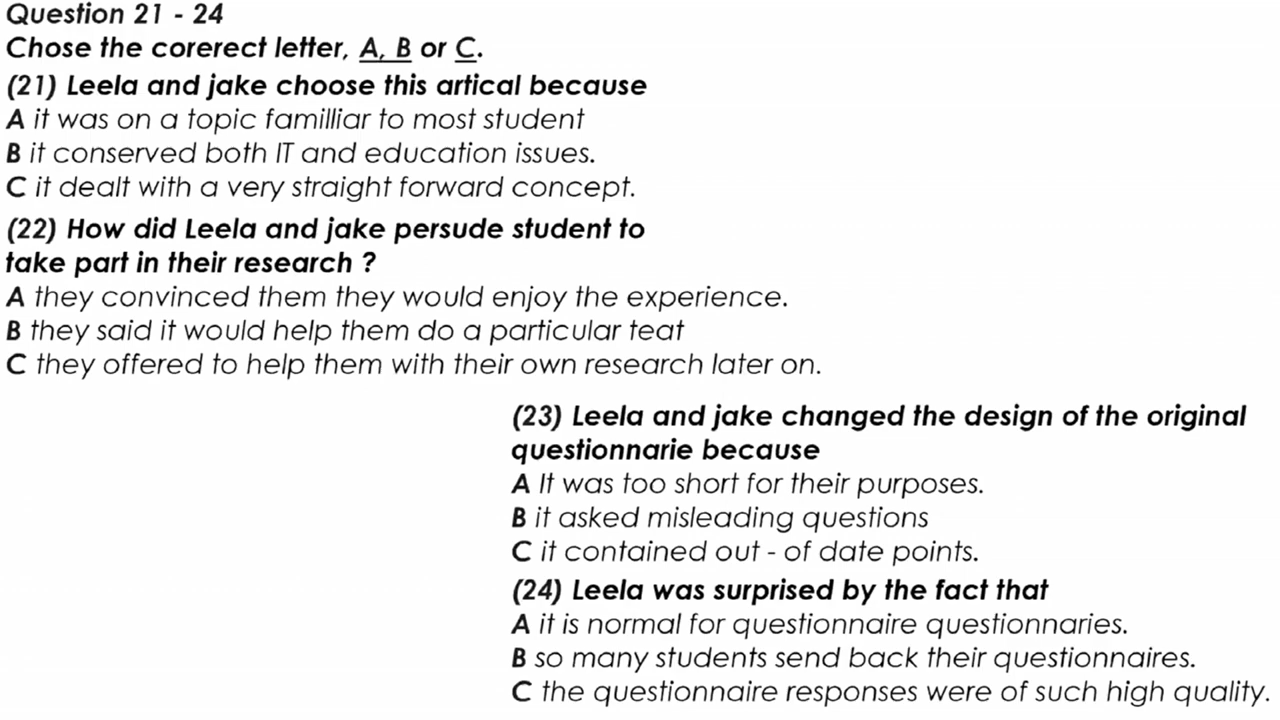 Question 21 - 24
Chose the corerect letter, A, B or C.
(21) Leela and jake choose this artical because
A it was on a topic familliar to most student
B it conserved both IT and education issues.
C it dealt with a very straight forward concept.
(22) How did Leela and jake persude student to
take part in their research ?
A they convinced them they would enjoy the experience.
B they said it would help them do a particular teat
C they offered to help them with their own research later on.
(23) Leela and jake changed the design of the original
questionnarie because
A It was too short for their purposes.
B it asked misleading questions
C it contained out - of date points.
(24) Leela was surprised by the fact that
A it is normal for questionnaire questionnaries.
B so many students send back their questionnaires.
C the questionnaire responses were of such high quality.